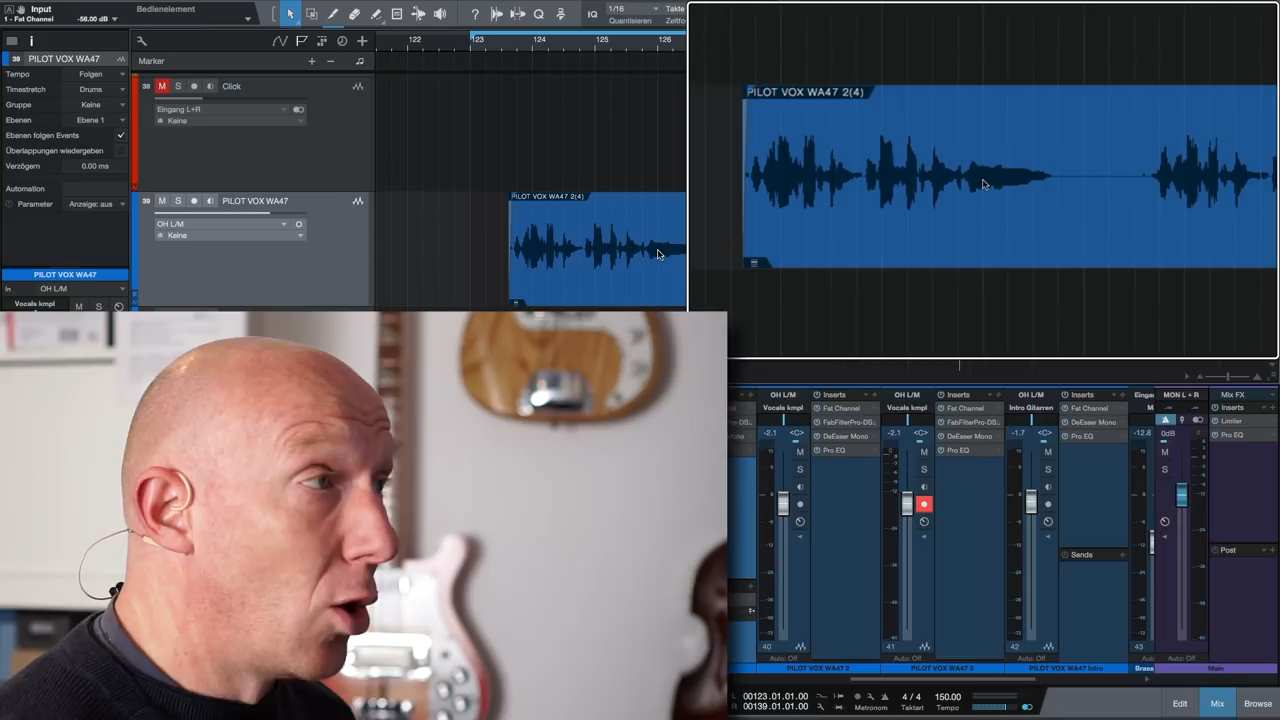 Input
Bedienelement
1 - Fat Channel
-56.00 dB
IQ
1/16
Takte
Quantisieren
122
123
124
125
126
39
PILOT VOX WA47
Marker
Tempo
Folgen
Timestretch
Drums
Gruppe
Keine
Ebenen
Ebene 1
Ebenen folgen Events
Überlappungen wiedergeben
Verzögern
0.00 ms
Automation
Parameter
Anzeige: aus
PILOT VOX WA47
In
OH L/M
Vocals kmpl
M
S
38
M
S
Click
Eingang L+R
Keine
39
M
S
PILOT VOX WA47
OH L/M
Keine
PILOT VOX WA47 2(4)
PILOT VOX WA47 2(4)
OH L/M
Vocals kmpl
-2.1
<C>
M
S
40
Auto: Off
PILOT VOX WA47 2
Inserts
Fat Channel
FabFilterPro-DS..
DeEsser Mono
Pro EQ
OH L/M
Vocals kmpl
-2.1
<C>
M
S
41
Auto: Off
PILOT VOX WA47 3
Inserts
Fat Channel
FabFilterPro-DS..
DeEsser Mono
Pro EQ
OH L/M
Intro Gitarren
-1.7
<C>
M
S
42
Auto: Off
PILOT VOX WA47 Intro
Inserts
Fat Channel
DeEsser Mono
Pro EQ
Sends
-12.8
43
Brass
MON L + R
0dB
M
S
Auto: Off
Main
Mix FX
Inserts
Limiter
Pro EQ
Post
L
00123.01.01.00
R
00139.01.01.00
Metronom
4 / 4
Taktart
150.00
Tempo
Edit
Mix
Browse